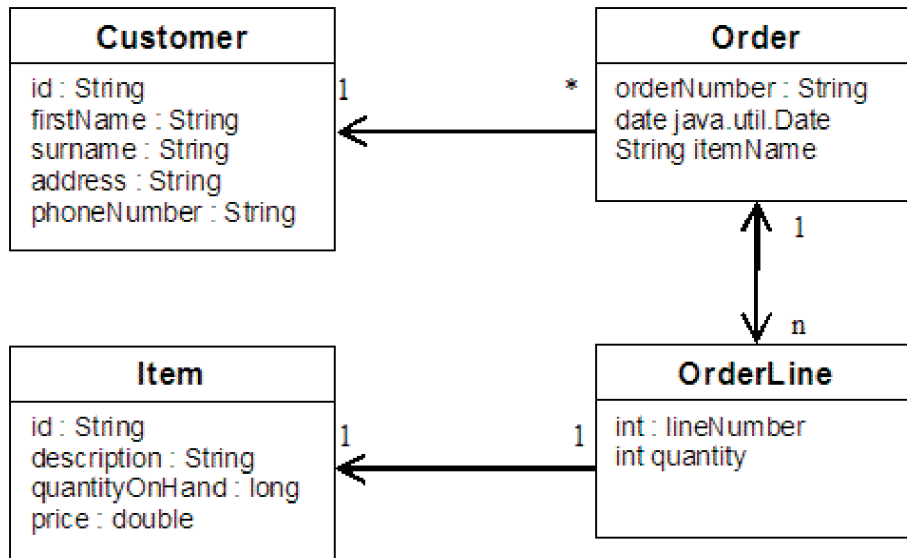 Customer
id : String
firstName : String
surname : String
address : String
phoneNumber : String
1
*
Order
orderNumber : String
date java.util.Date
String itemName
1
n
Item
id : String
description : String
quantityOnHand : long
price : double
1
1
OrderLine
int : lineNumber
int quantity